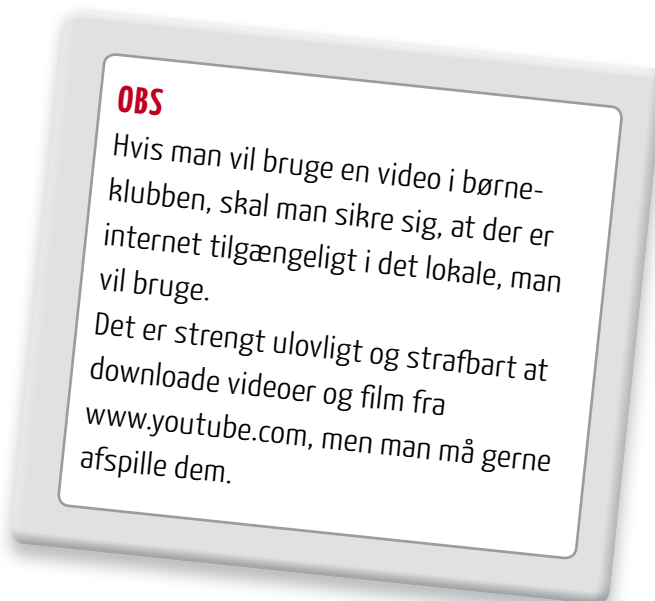 OBS
Hvis man vil bruge en video i børne-
klubben, skal man sikre sig, at der er
internet tilgængeligt i det lokale, man
vil bruge.
Det er strengt ulovligt og strafbart at
downloade videoer og film fra
www.youtube.com, men man må gerne
afspille dem.